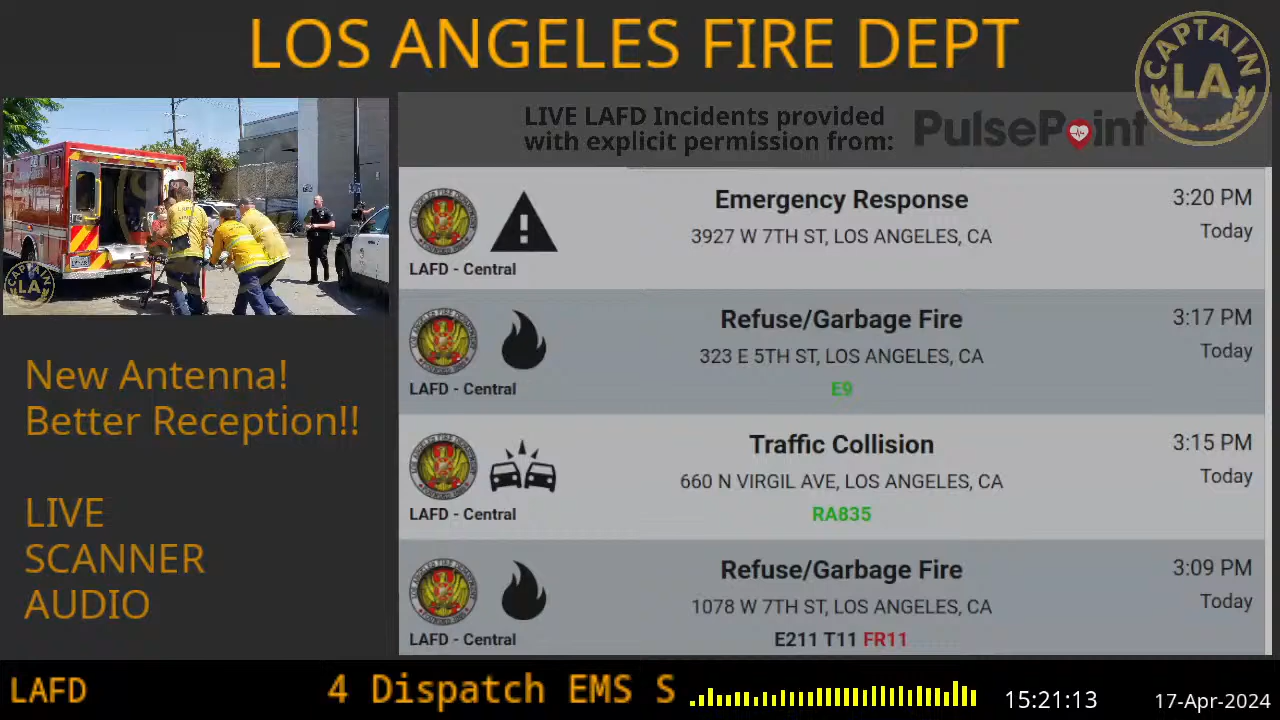 LOS ANGELES FIRE DEPT
CAPTAIN
LA
LIVE LAFD Incidents provided
with explicit permission from:
PulsePoint
Emergency Response
3:20 PM
3927 W 7TH ST, LOS ANGELES, CA
Today
LAFD - Central
Refuse/Garbage Fire
3:17 PM
323 E 5TH ST, LOS ANGELES, CA
Today
LAFD - Central
E9
Traffic Collision
3:15 PM
660 N VIRGIL AVE, LOS ANGELES, CA
Today
LAFD - Central
RA835
Refuse/Garbage Fire
3:09 PM
1078 W 7TH ST, LOS ANGELES, CA
Today
LAFD - Central
E211 T11 FR11
CAPTAIN
LA
New Antenna!
Better Reception!!
LIVE
SCANNER
AUDIO
LAFD
4 Dispatch EMS S
15:21:13
17-Apr-2024